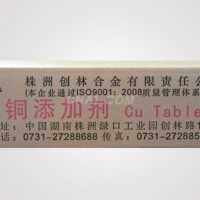 株洲创林合金有限责任公
(本企业通过ISO9001：2008质量管理体系
铜添加剂 Cu Table
址：中国湖南株洲渌口工业园创林路1
：0731-27288688 传真：0731-2728855